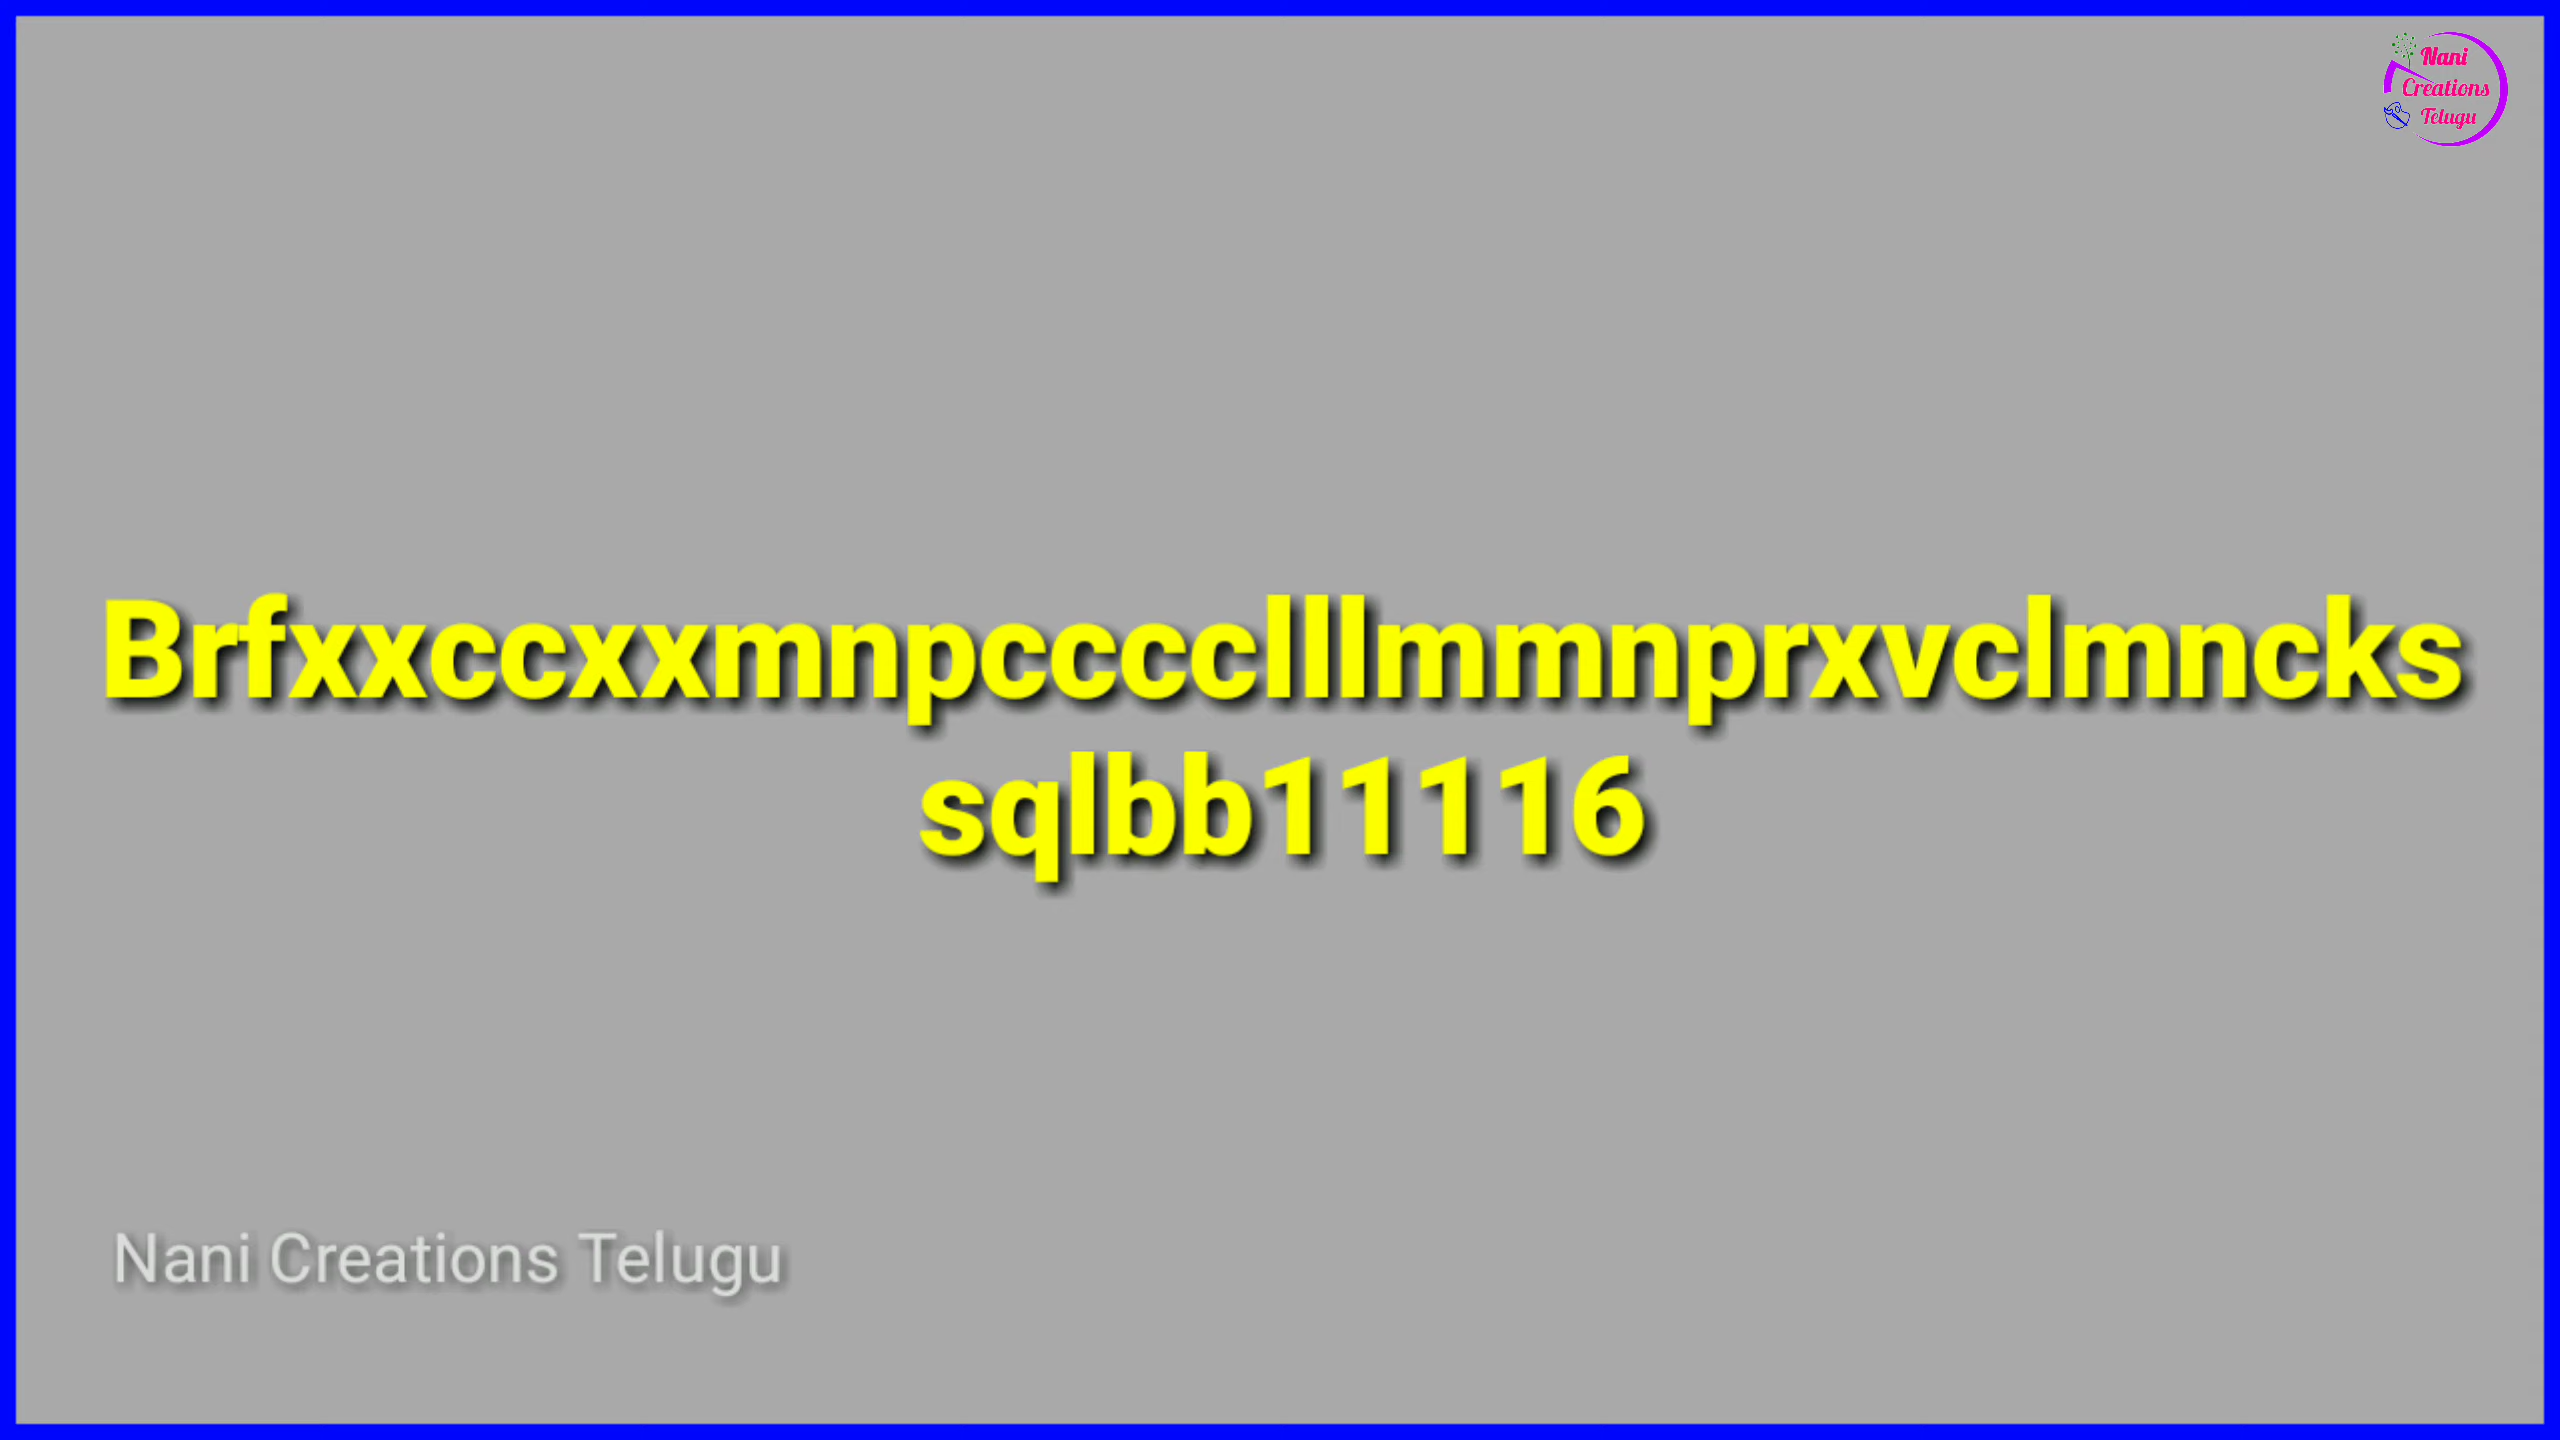 Nani
Creations
Telugu
Brfxxccxxmnpcccclllmmnprxvclmncks
sqlbb11116
Nani Creations Telugu